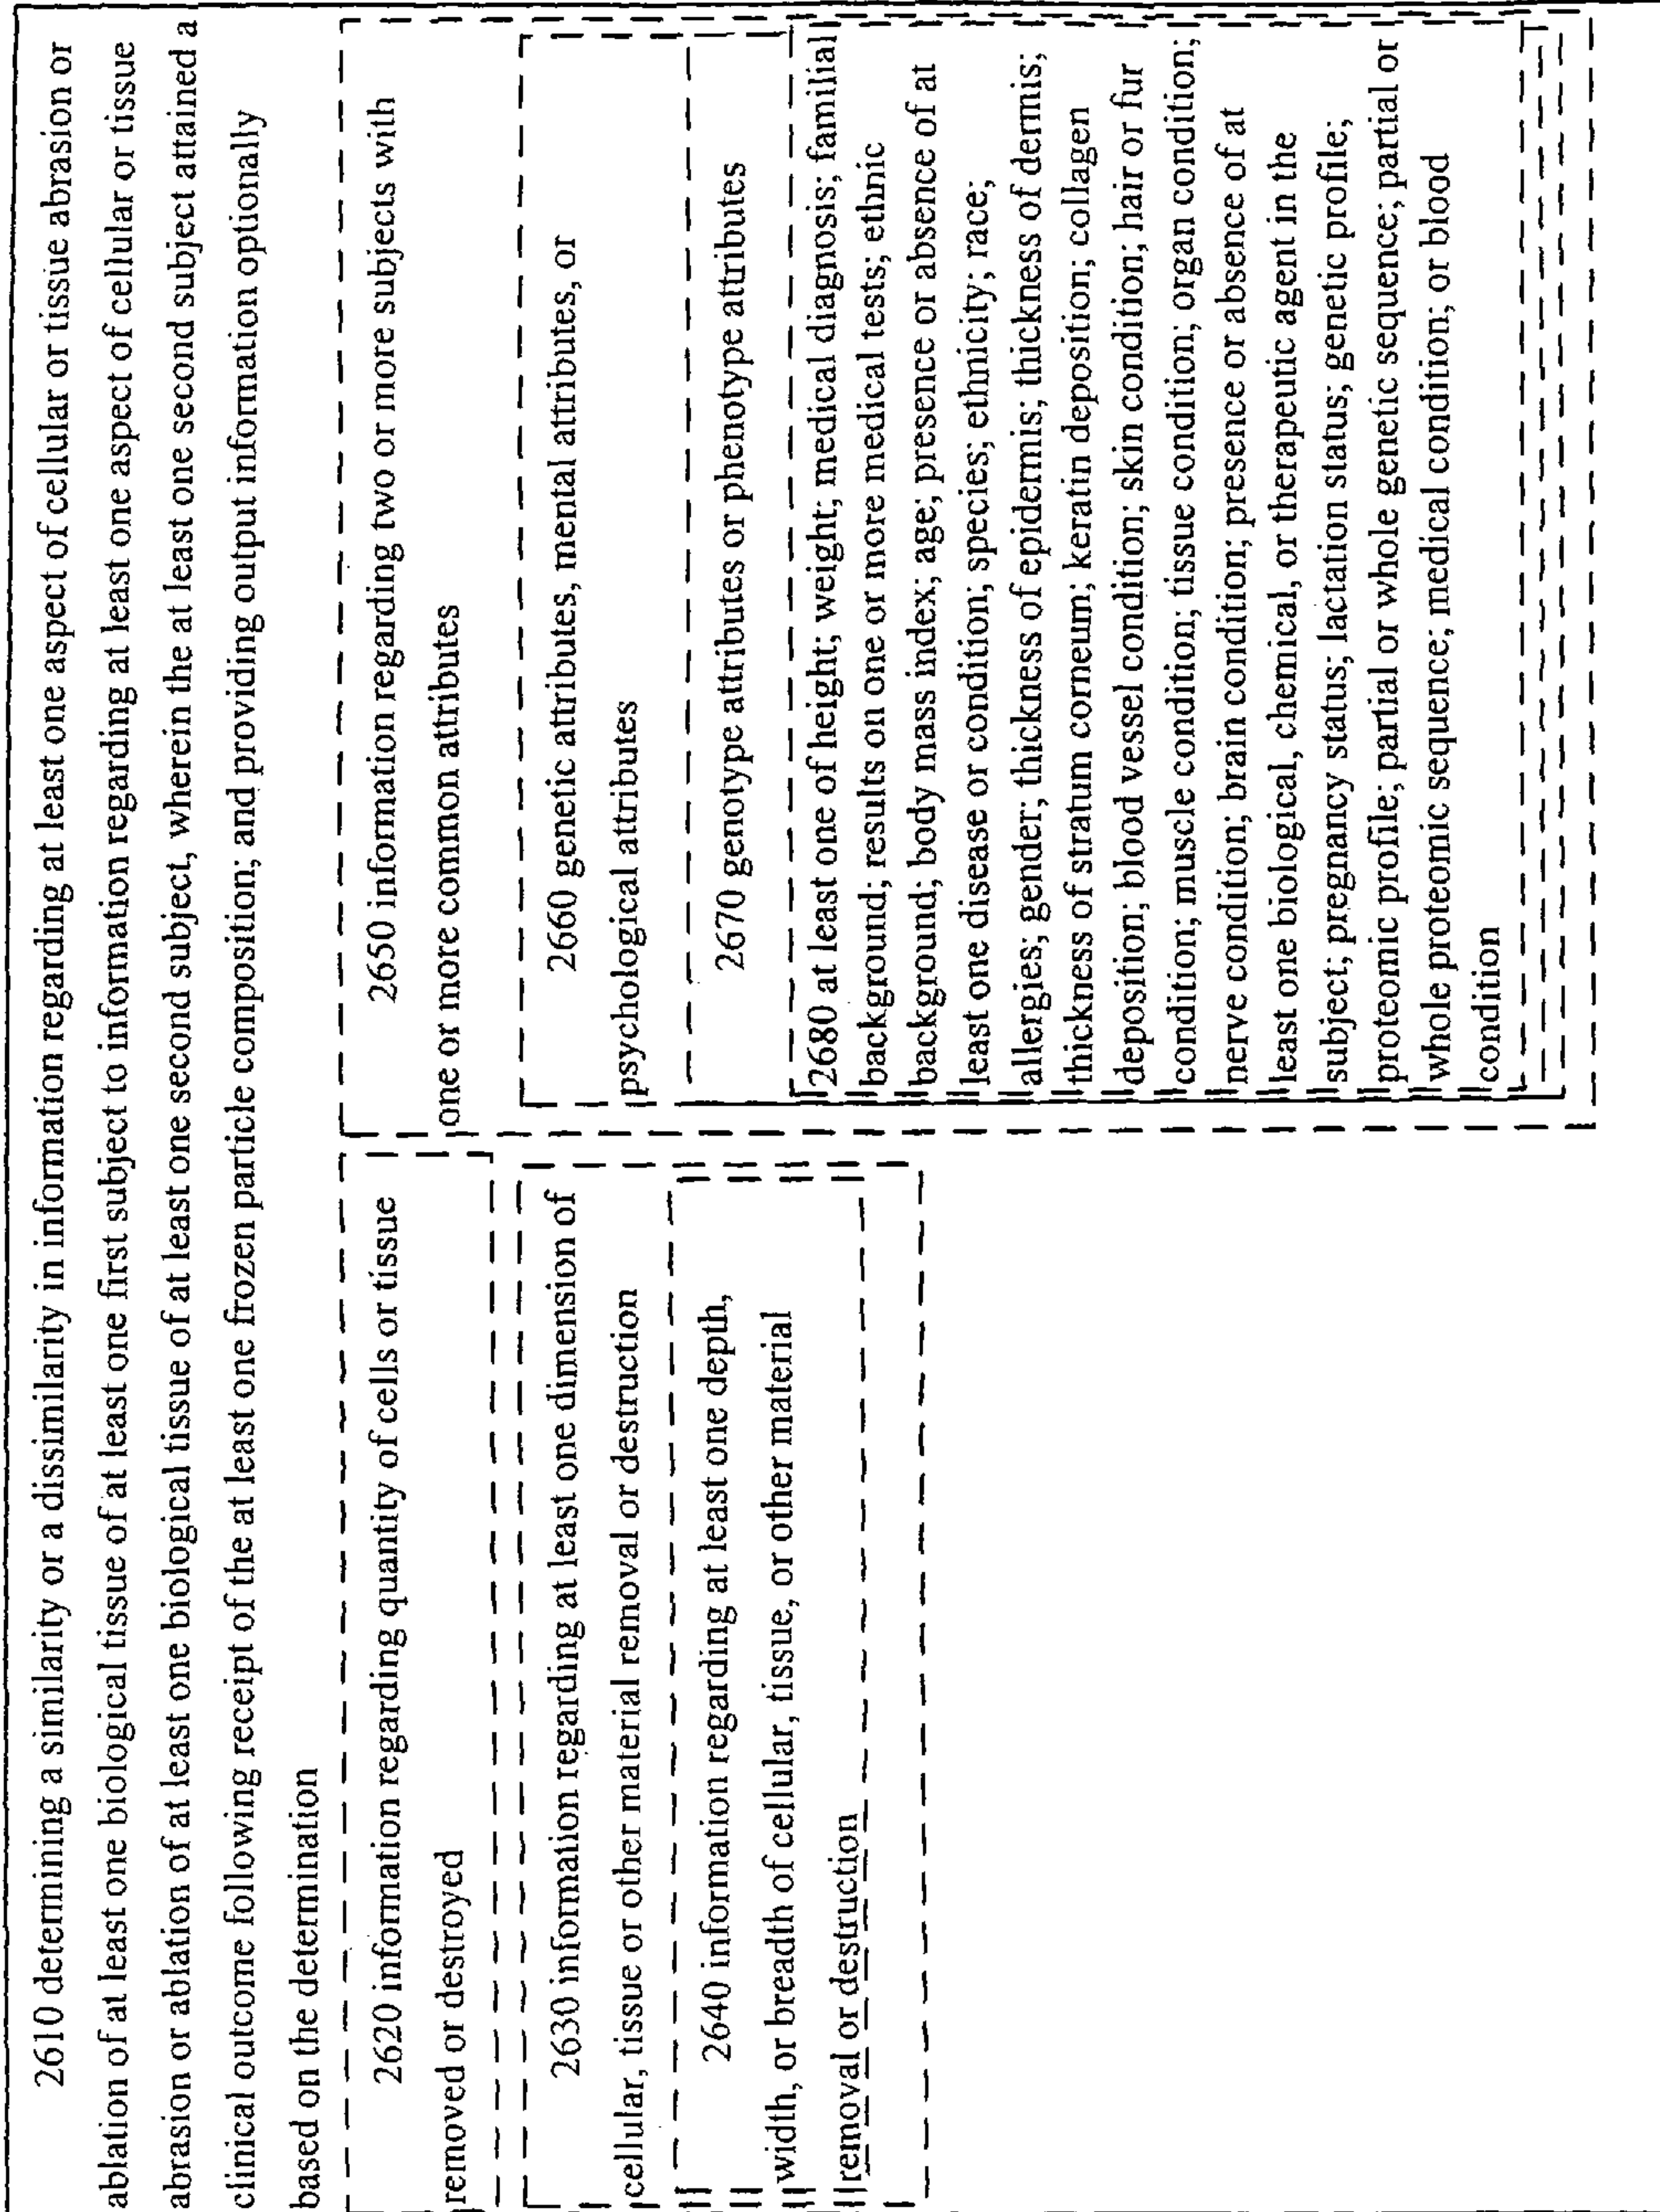 2610 determining a similarity or a dissimilarity in information regarding at least one aspect of cellular or tissue abrasion or
ablation of at least one biological tissue of at least one first subject to information regarding at least one aspect of cellular or tissue
abrasion or ablation of at least one biological tissue of at least one second subject, wherein the at least one second subject attained a
clinical outcome following receipt of the at least one frozen particle composition; and providing output information optionally
based on the determination
2620 information regarding quantity of cells or tissue
removed or destroyed
2630 information regarding at least one dimension of
cellular, tissue or other material removal or destruction
2640 information regarding at least one depth,
width, or breadth of cellular, tissue, or other material
removal or destruction
2650 information regarding two or more subjects with
one or more common attributes
2660 genetic attributes, mental attributes, or
psychological attributes
2670 genotype attributes or phenotype attributes
2680 at least one of height; weight; medical diagnosis; familial
background; results on one or more medical tests; ethnic
background; body mass index; age; presence or absence of at
least one disease or condition; species; ethnicity; race;
allergies; gender; thickness of epidermis; thickness of dermis;
thickness of stratum corneum; keratin deposition; collagen
deposition; blood vessel condition; skin condition; hair or fur
condition; muscle condition; tissue condition; organ condition;
nerve condition; brain condition; presence or absence of at
least one biological, chemical, or therapeutic agent in the
subject; pregnancy status; lactation status; genetic profile;
proteomic profile; partial or whole genetic sequence; partial or
whole proteomic sequence; medical condition; or blood
condition